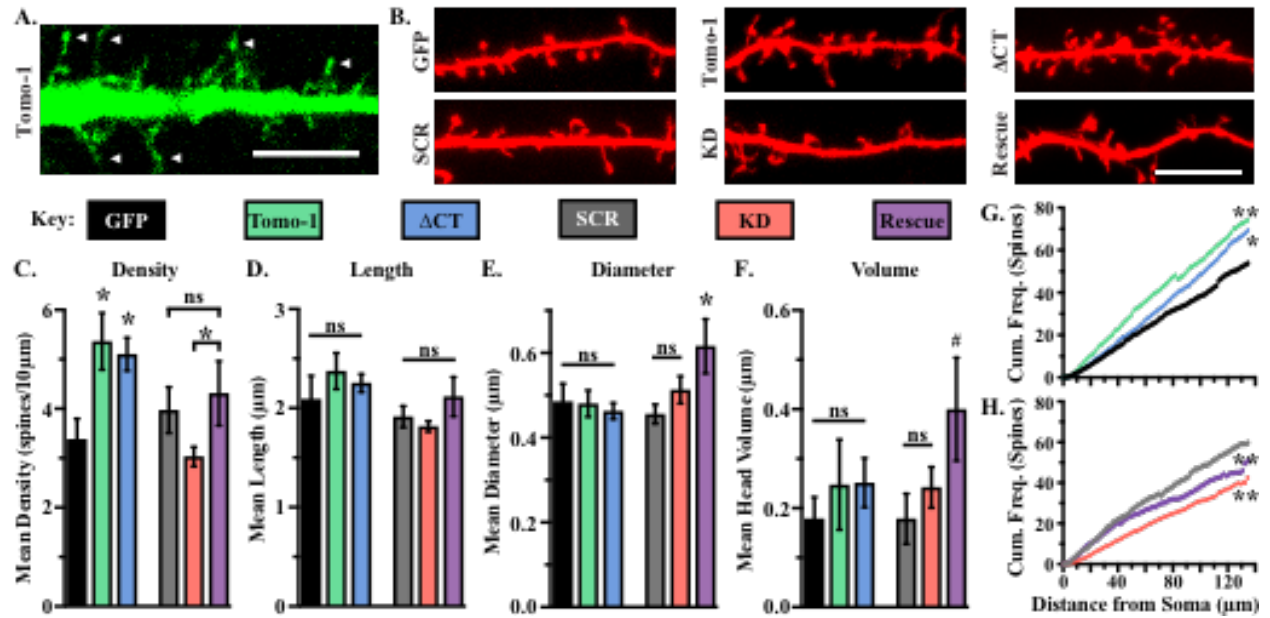 A.
Tomo-1
B.
GFP
Tomo-1
ΔCT
SCR
KD
Rescue
Key:
GFP
Tomo-1
ΔCT
SCR
KD
Rescue
C.
Density
Mean Density (spines/10μm)
6
4
2
0
*
*
ns
*
D.
Length
Mean Length (μm)
3
2
1
0
ns
ns
E.
Diameter
Mean Diameter (μm)
0.6
0.4
0.2
0.0
ns
ns
*
F.
Volume
Mean Head Volume (μm)
0.6
0.4
0.2
0.0
ns
ns
#
G.
Cum. Freq. (Spines)
80
60
40
20
0
**
*
H.
Cum. Freq. (Spines)
80
60
40
20
0
**
**
0
40
80
120
Distance from Soma (μm)